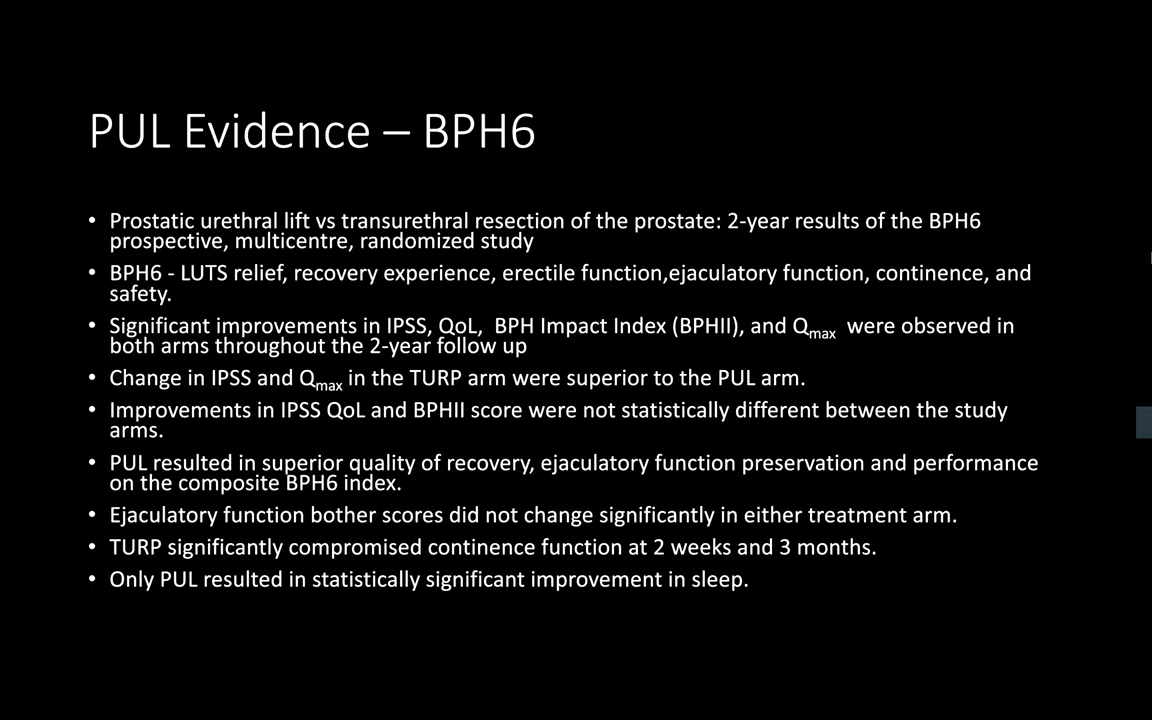 PUL Evidence – BPH6
• Prostatic urethral lift vs transurethral resection of the prostate: 2-year results of the BPH6
prospective, multicentre, randomized study
• BPH6 - LUTS relief, recovery experience, erectile function,ejaculatory function, continence, and
safety.
• Significant improvements in IPSS, QoL,  BPH Impact Index (BPHII), and Qmax were observed in
both arms throughout the 2-year follow up
• Change in IPSS and Qmax in the TURP arm were superior to the PUL arm.
• Improvements in IPSS QoL and BPHII score were not statistically different between the study
arms.
• PUL resulted in superior quality of recovery, ejaculatory function preservation and performance
on the composite BPH6 index.
• Ejaculatory function bother scores did not change significantly in either treatment arm.
• TURP significantly compromised continence function at 2 weeks and 3 months.
• Only PUL resulted in statistically significant improvement in sleep.